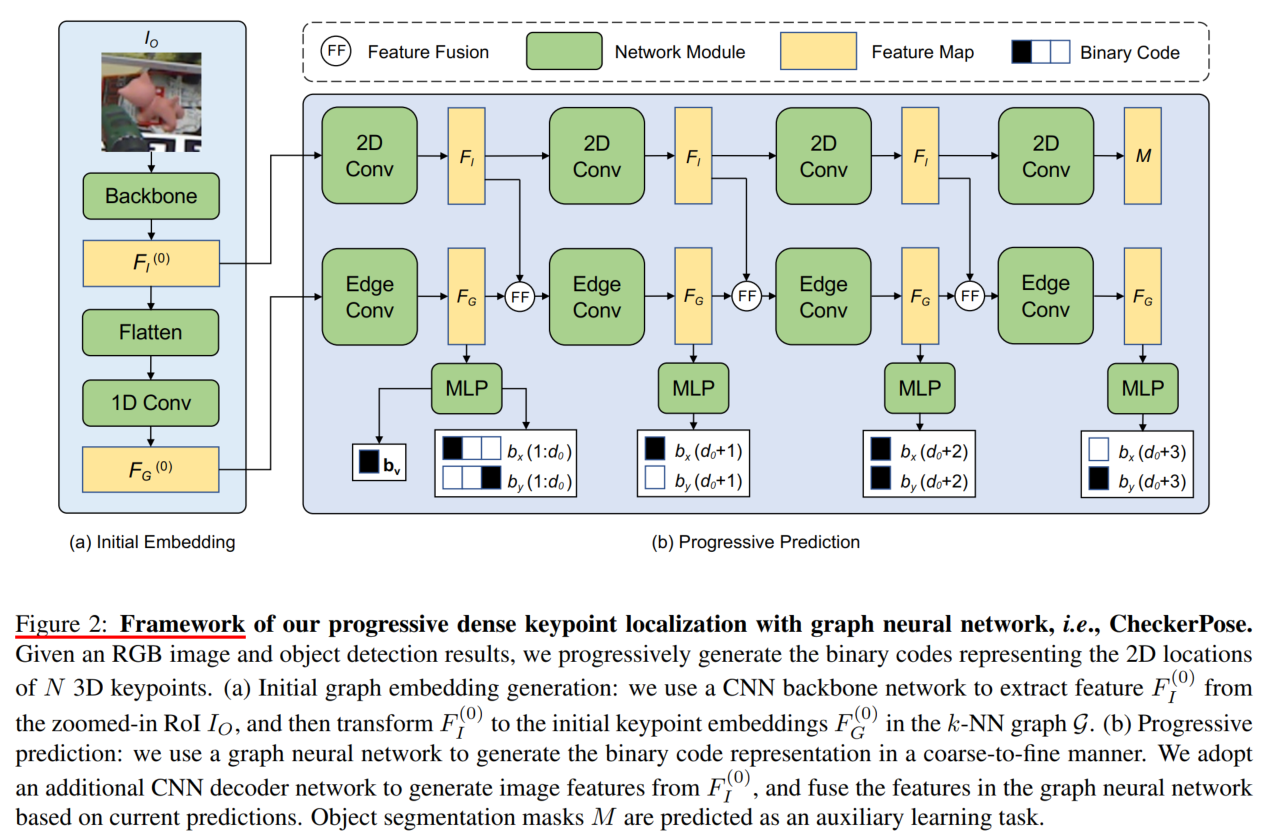 I_O
Backbone
F_I^(0)
Flatten
1D Conv
F_G^(0)
(a) Initial Embedding
FF Feature Fusion
Network Module
Feature Map
Binary Code
2D Conv
F_I
2D Conv
F_I
2D Conv
F_I
2D Conv
M
Edge Conv
F_G
FF
Edge Conv
F_G
FF
Edge Conv
F_G
FF
Edge Conv
F_G
MLP
MLP
MLP
MLP
b_v
b_x (1:d_0)
b_y (1:d_0)
b_x (d_0+1)
b_y (d_0+1)
b_x (d_0+2)
b_y (d_0+2)
b_x (d_0+3)
b_y (d_0+3)
(b) Progressive Prediction
Figure 2: Framework of our progressive dense keypoint localization with graph neural network, i.e., CheckerPose.
Given an RGB image and object detection results, we progressively generate the binary codes representing the 2D locations
of N 3D keypoints. (a) Initial graph embedding generation: we use a CNN backbone network to extract feature F_I^(0) from
the zoomed-in RoI I_O, and then transform F_I^(0) to the initial keypoint embeddings F_G^(0) in the k-NN graph 𝒢. (b) Progressive
prediction: we use a graph neural network to generate the binary code representation in a coarse-to-fine manner. We adopt
an additional CNN decoder network to generate image features from F_I^(0), and fuse the features in the graph neural network
based on current predictions. Object segmentation masks M are predicted as an auxiliary learning task.